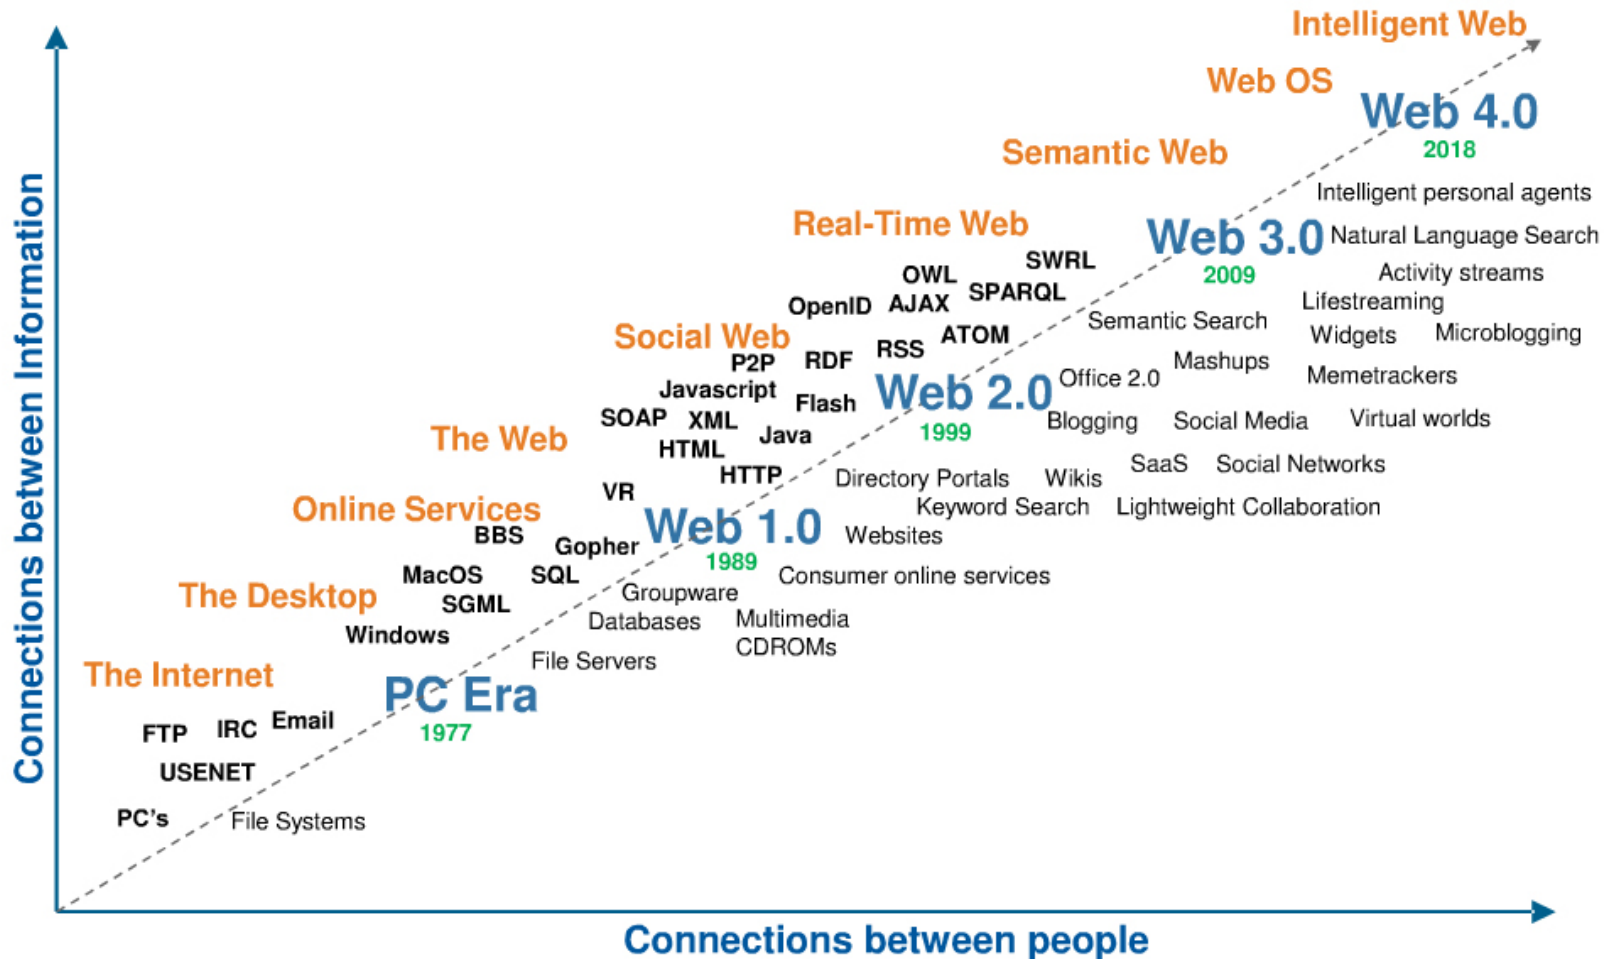 Intelligent Web
Web OS
Web 4.0
2018
Semantic Web
Intelligent personal agents
Real-Time Web
Web 3.0
Natural Language Search
2009
SWRL
OWL
Activity streams
SPARQL
OpenID
AJAX
Lifestreaming
Semantic Search
Social Web
ATOM
Widgets
Microblogging
RSS
P2P
RDF
Mashups
Javascript
Web 2.0
Office 2.0
Memetrackers
Flash
SOAP
XML
Blogging
Social Media
Virtual worlds
The Web
Java
1999
HTML
HTTP
Directory Portals
Wikis
SaaS
Social Networks
VR
Keyword Search
Lightweight Collaboration
Online Services
Web 1.0
BBS
Gopher
Websites
1989
MacOS
SQL
Consumer online services
The Desktop
SGML
Groupware
Windows
Databases
Multimedia
CDROMs
File Servers
The Internet
PC Era
1977
FTP
IRC
Email
USENET
PC's
File Systems
Connections between Information
Connections between people